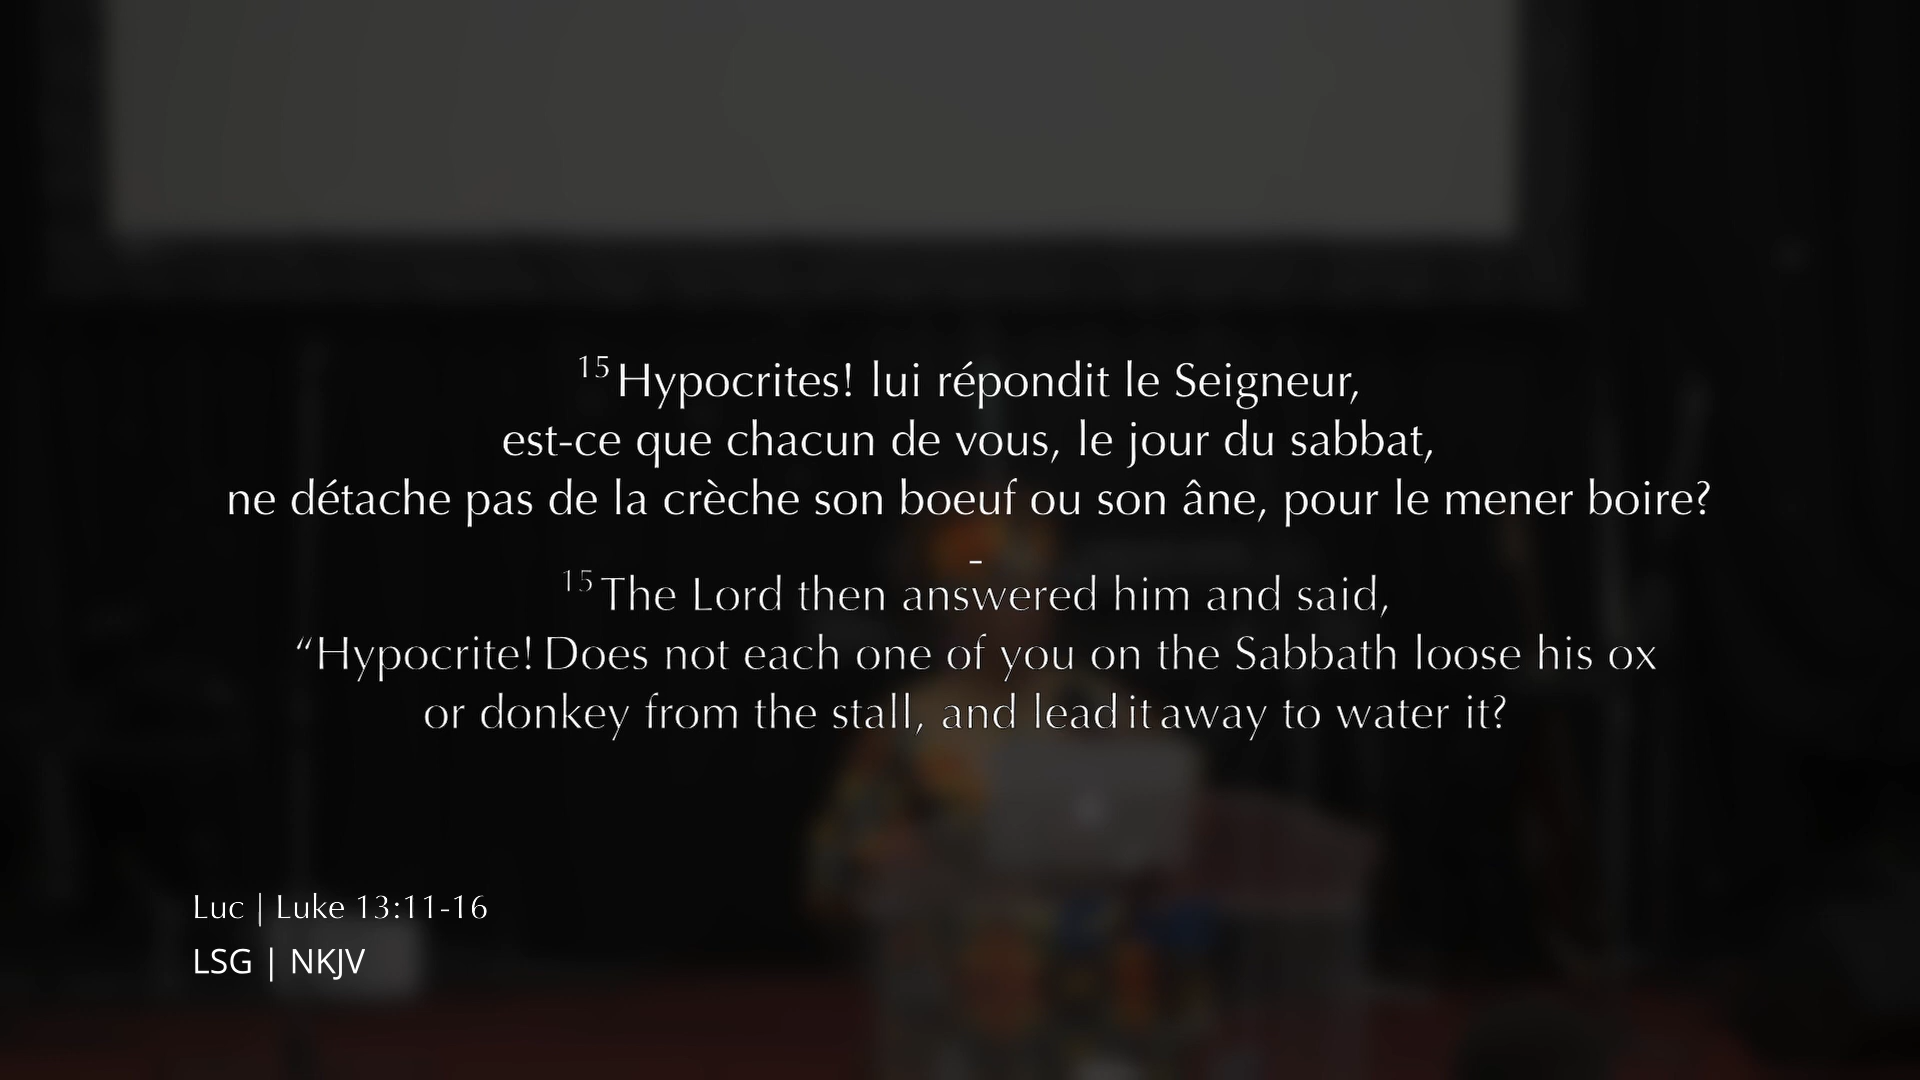 15 Hypocrites! lui répondit le Seigneur,
est-ce que chacun de vous, le jour du sabbat,
ne détache pas de la crèche son boeuf ou son âne, pour le mener boire?
-
15 The Lord then answered him and said,
“Hypocrite! Does not each one of you on the Sabbath loose his ox
or donkey from the stall, and lead it away to water it?
Luc | Luke 13:11-16
LSG | NKJV